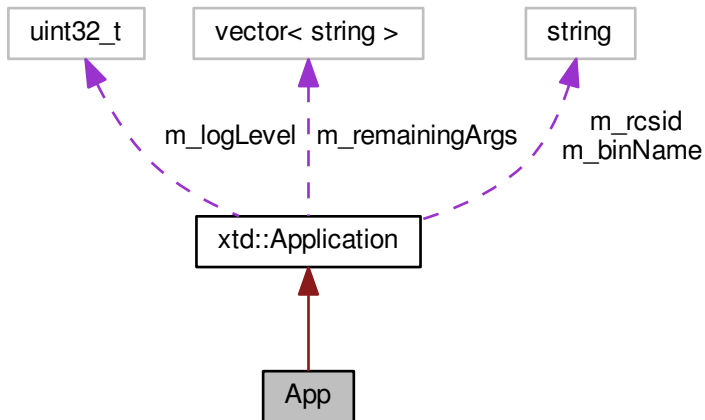 uint32_t
vector< string >
string
m_logLevel
m_remainingArgs
m_rcsid
m_binName
xtd::Application
App